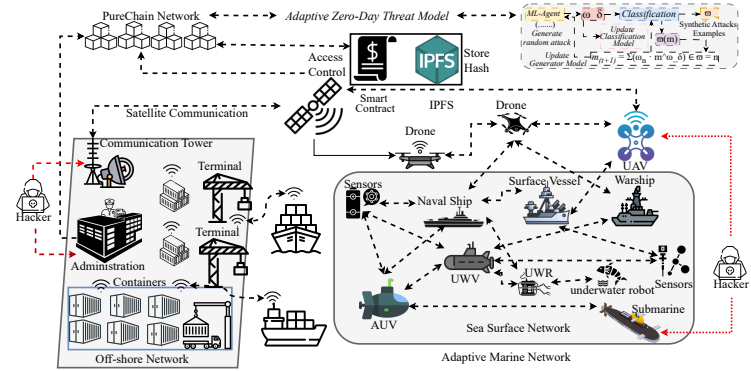 PureChain Network
Adaptive Zero-Day Threat Model
ML-Agent
(.......)
Generate
random attack
ω_δ
Classification
Update
Classification
Model
ϖ(m)
Synthetic Attacks
Examples
Update
Generator Model
Access
Control
IPFS
Store
Hash
Smart
Contract
IPFS
Satellite Communication
Drone
Drone
UAV
Communication Tower
Terminal
Hacker
Terminal
Administration
Containers
Off-shore Network
Sensors
Naval Ship
Surface Vessel
Warship
UWV
UWR
underwater robot
Sensors
Hacker
AUV
Submarine
Sea Surface Network
Adaptive Marine Network